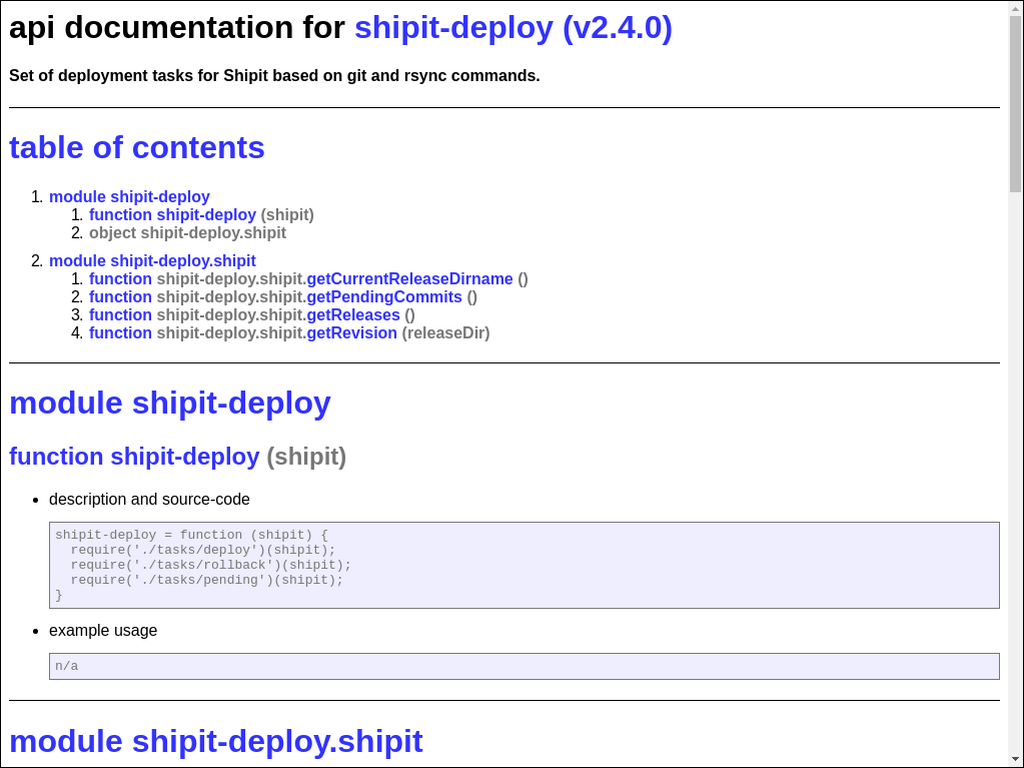 api documentation for shipit-deploy (v2.4.0)
Set of deployment tasks for Shipit based on git and rsync commands.
table of contents
1. module shipit-deploy
1. function shipit-deploy (shipit)
2. object shipit-deploy.shipit
2. module shipit-deploy.shipit
1. function shipit-deploy.shipit.getCurrentReleaseDirname ()
2. function shipit-deploy.shipit.getPendingCommits ()
3. function shipit-deploy.shipit.getReleases ()
4. function shipit-deploy.shipit.getRevision (releaseDir)
module shipit-deploy
function shipit-deploy (shipit)
• description and source-code
shipit-deploy = function (shipit) {
  require('./tasks/deploy')(shipit);
  require('./tasks/rollback')(shipit);
  require('./tasks/pending')(shipit);
}
• example usage
n/a
module shipit-deploy.shipit